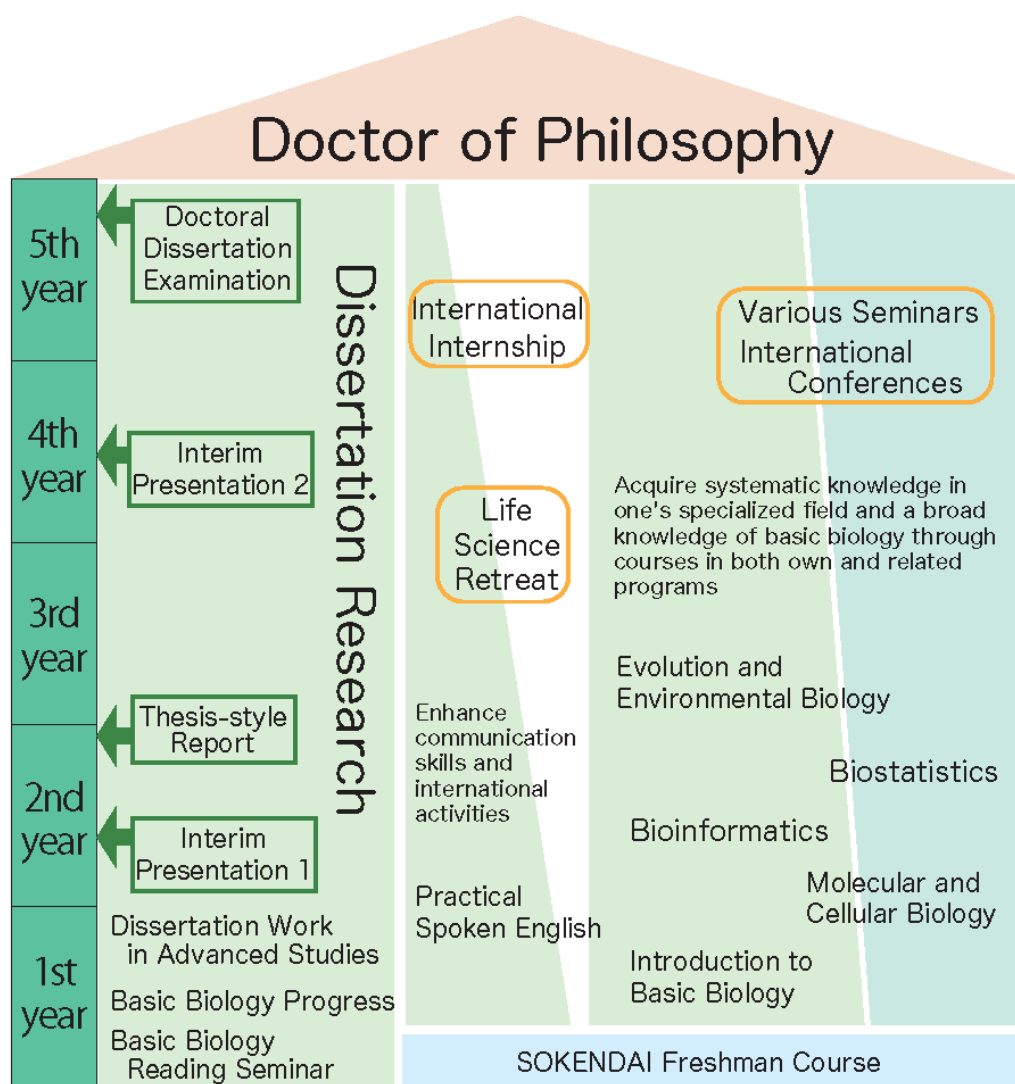 Doctor of Philosophy
5th
year
4th
year
3rd
year
2nd
year
1st
year
Doctoral
Dissertation
Examination
Interim
Presentation 2
Thesis-style
Report
Interim
Presentation 1
Dissertation Work
in Advanced Studies
Basic Biology Progress
Basic Biology
Reading Seminar
Dissertation Research
International
Internship
Life
Science
Retreat
Enhance
communication
skills and
international
activities
Practical
Spoken English
Various Seminars
International
Conferences
Acquire systematic knowledge in
one's specialized field and a broad
knowledge of basic biology through
courses in both own and related
programs
Evolution and
Environmental Biology
Biostatistics
Bioinformatics
Molecular and
Cellular Biology
Introduction to
Basic Biology
SOKENDAI Freshman Course